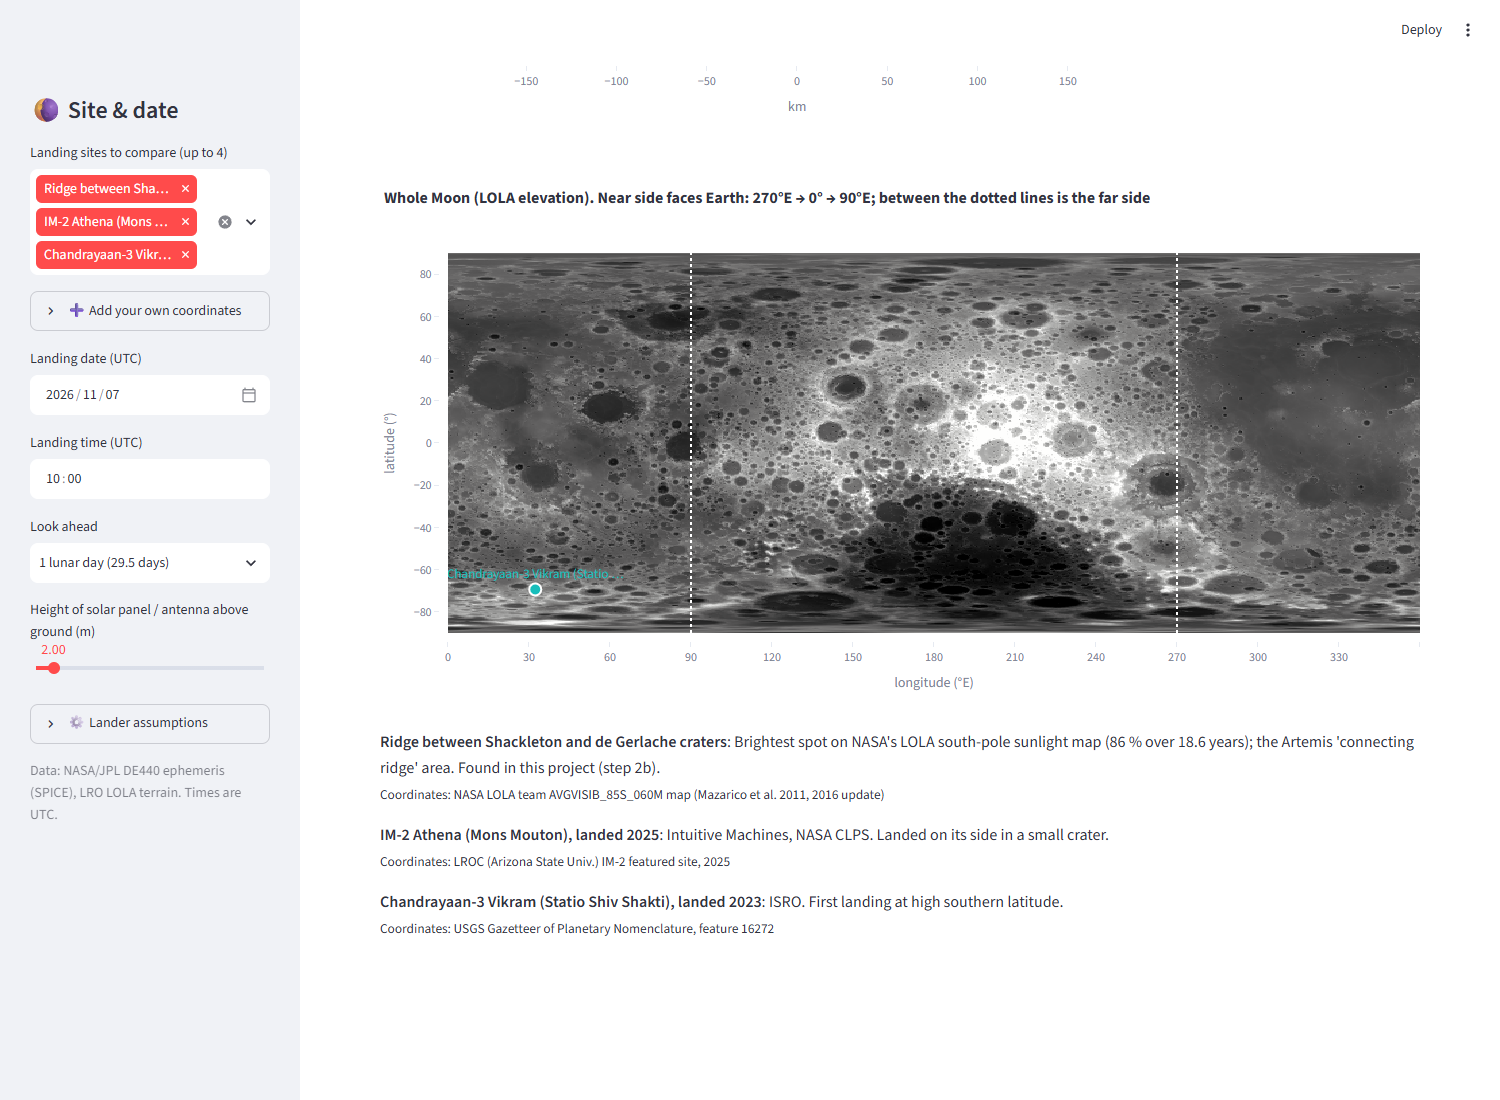 Deploy
Site & date
Landing sites to compare (up to 4)
Ridge between Sha...
IM-2 Athena (Mons ...
Chandrayaan-3 Vikr...
Add your own coordinates
Landing date (UTC)
2026/11/07
Landing time (UTC)
10:00
Look ahead
1 lunar day (29.5 days)
Height of solar panel / antenna above
ground (m)
2.00
Lander assumptions
Data: NASA/JPL DE440 ephemeris
(SPICE), LRO LOLA terrain. Times are
UTC.
−150 −100 −50 0 50 100 150
km
Whole Moon (LOLA elevation). Near side faces Earth: 270°E → 0° → 90°E; between the dotted lines is the far side
latitude (°)
80
60
40
20
0
−20
−40
−60
−80
Chandrayaan-3 Vikram (Statio
0 30 60 90 120 150 180 210 240 270 300 330
longitude (°E)
Ridge between Shackleton and de Gerlache craters: Brightest spot on NASA's LOLA south-pole sunlight map (86 % over 18.6 years); the Artemis 'connecting
ridge' area. Found in this project (step 2b).
Coordinates: NASA LOLA team AVGVISIB_85S_060M map (Mazarico et al. 2011, 2016 update)
IM-2 Athena (Mons Mouton), landed 2025: Intuitive Machines, NASA CLPS. Landed on its side in a small crater.
Coordinates: LROC (Arizona State Univ.) IM-2 featured site, 2025
Chandrayaan-3 Vikram (Statio Shiv Shakti), landed 2023: ISRO. First landing at high southern latitude.
Coordinates: USGS Gazetteer of Planetary Nomenclature, feature 16272